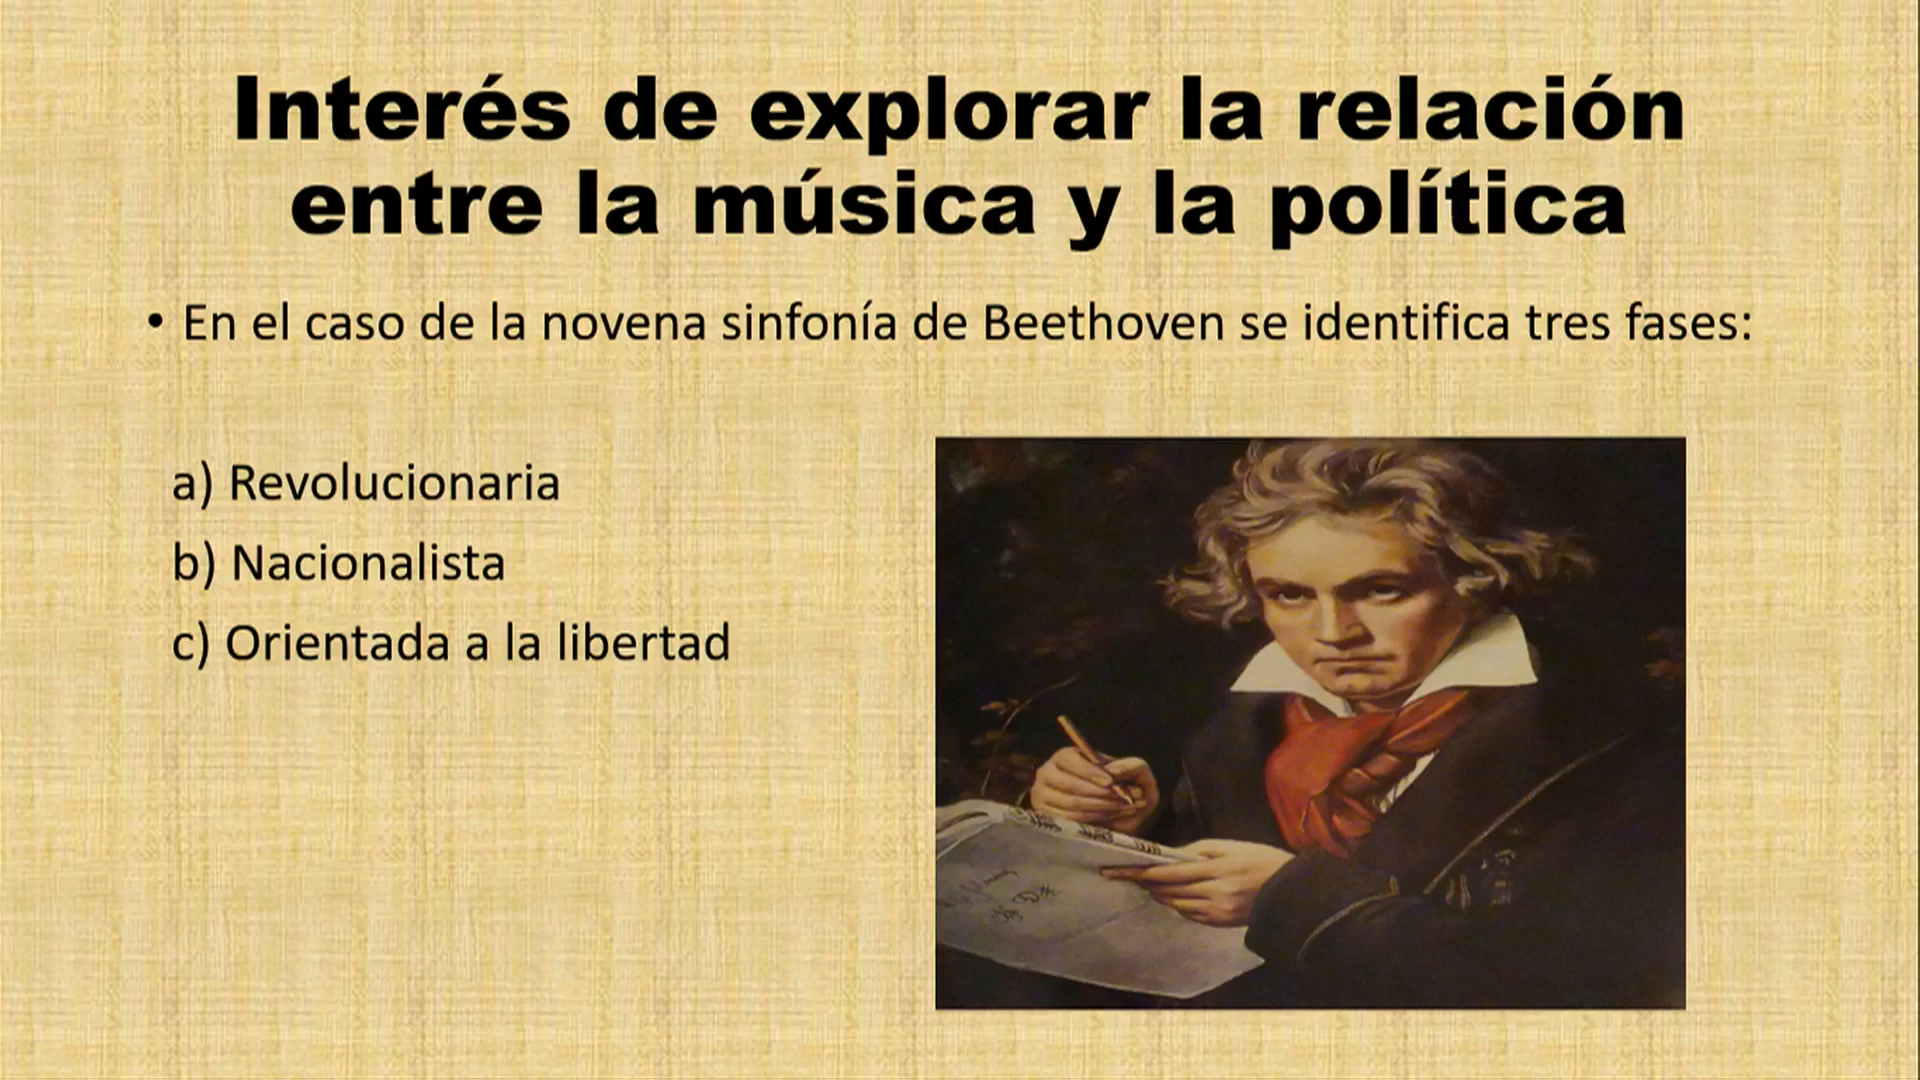 Interés de explorar la relación
entre la música y la política
• En el caso de la novena sinfonía de Beethoven se identifica tres fases:
a) Revolucionaria
b) Nacionalista
c) Orientada a la libertad